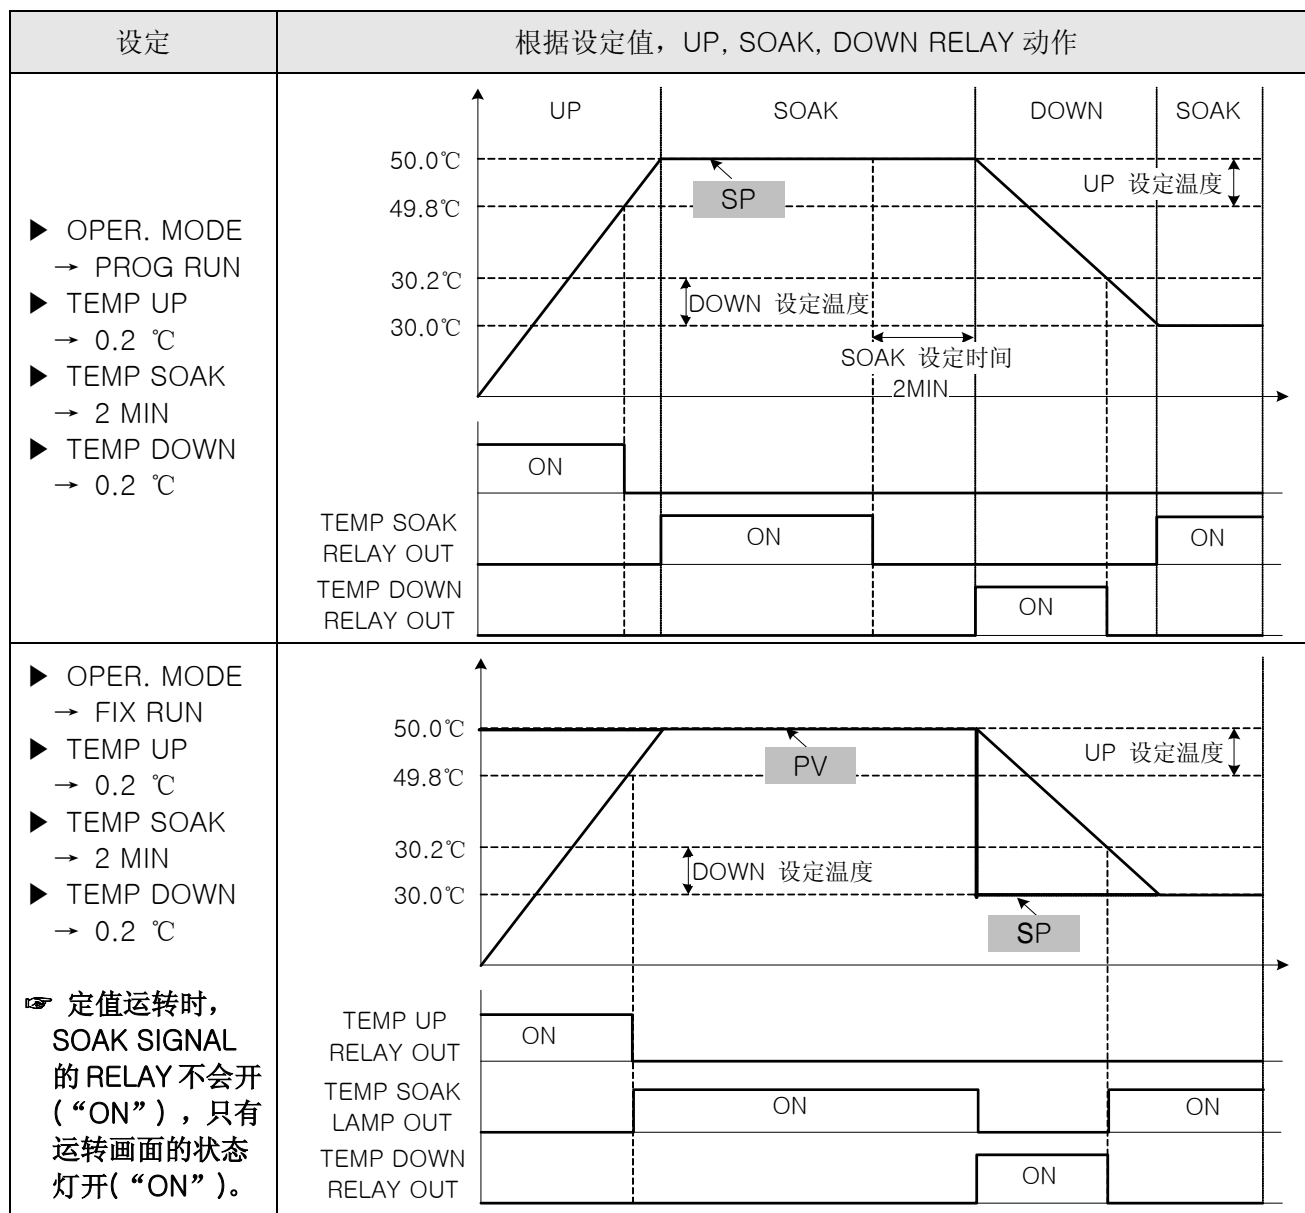 设定
根据设定值，UP, SOAK, DOWN RELAY 动作
▶ OPER. MODE
→ PROG RUN
▶ TEMP UP
→ 0.2 ℃
▶ TEMP SOAK
→ 2 MIN
▶ TEMP DOWN
→ 0.2 ℃
UP
SOAK
DOWN
SOAK
50.0℃
UP 设定温度
SP
49.8℃
30.2℃
DOWN 设定温度
30.0℃
SOAK 设定时间
2MIN
ON
TEMP SOAK
RELAY OUT
ON
ON
TEMP DOWN
RELAY OUT
ON
▶ OPER. MODE
→ FIX RUN
▶ TEMP UP
→ 0.2 ℃
▶ TEMP SOAK
→ 2 MIN
▶ TEMP DOWN
→ 0.2 ℃
☞ 定值运转时，
SOAK SIGNAL
的 RELAY 不会开
(“ON”) ，只有
运转画面的状态
灯开(“ON”)。
50.0℃
UP 设定温度
PV
49.8℃
30.2℃
DOWN 设定温度
30.0℃
SP
TEMP UP
RELAY OUT
ON
TEMP SOAK
LAMP OUT
ON
ON
TEMP DOWN
RELAY OUT
ON